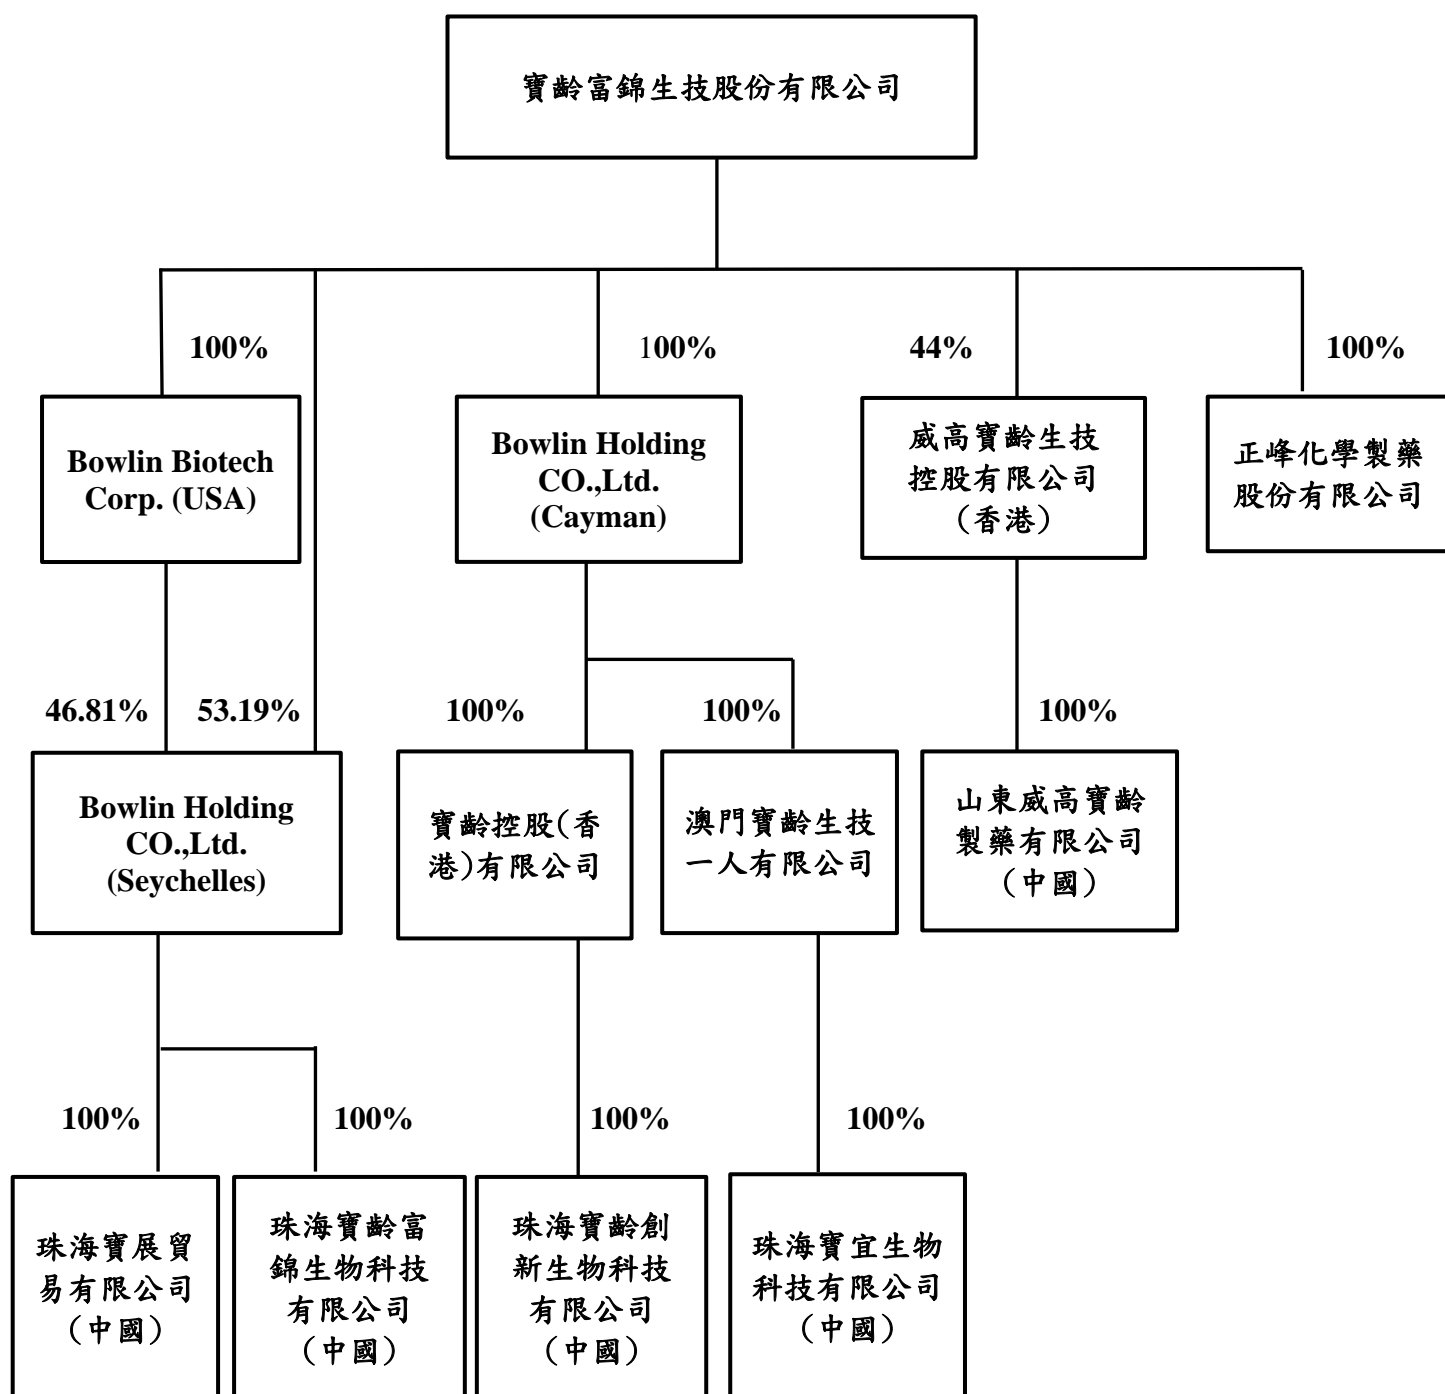 寶齡富錦生技股份有限公司
100%
100%
44%
100%
Bowlin Biotech
Corp. (USA)
Bowlin Holding
CO.,Ltd.
(Cayman)
威高寶齡生技
控股有限公司
(香港)
正峰化學製藥
股份有限公司
46.81%
53.19%
100%
100%
100%
Bowlin Holding
CO.,Ltd.
(Seychelles)
寶齡控股(香
港)有限公司
澳門寶齡生技
一人有限公司
山東威高寶齡
製藥有限公司
(中國)
100%
100%
100%
100%
珠海寶展貿
易有限公司
(中國)
珠海寶齡富
錦生物科技
有限公司
(中國)
珠海寶齡創
新生物科技
有限公司
(中國)
珠海寶宜生物
科技有限公司
(中國)